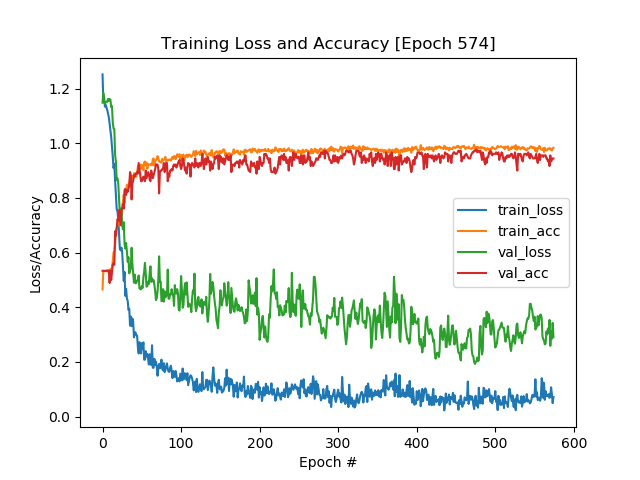 Training Loss and Accuracy [Epoch 574]
Loss/Accuracy
1.2
1.0
0.8
0.6
0.4
0.2
0.0
train_loss
train_acc
val_loss
val_acc
0 100 200 300 400 500 600
Epoch #